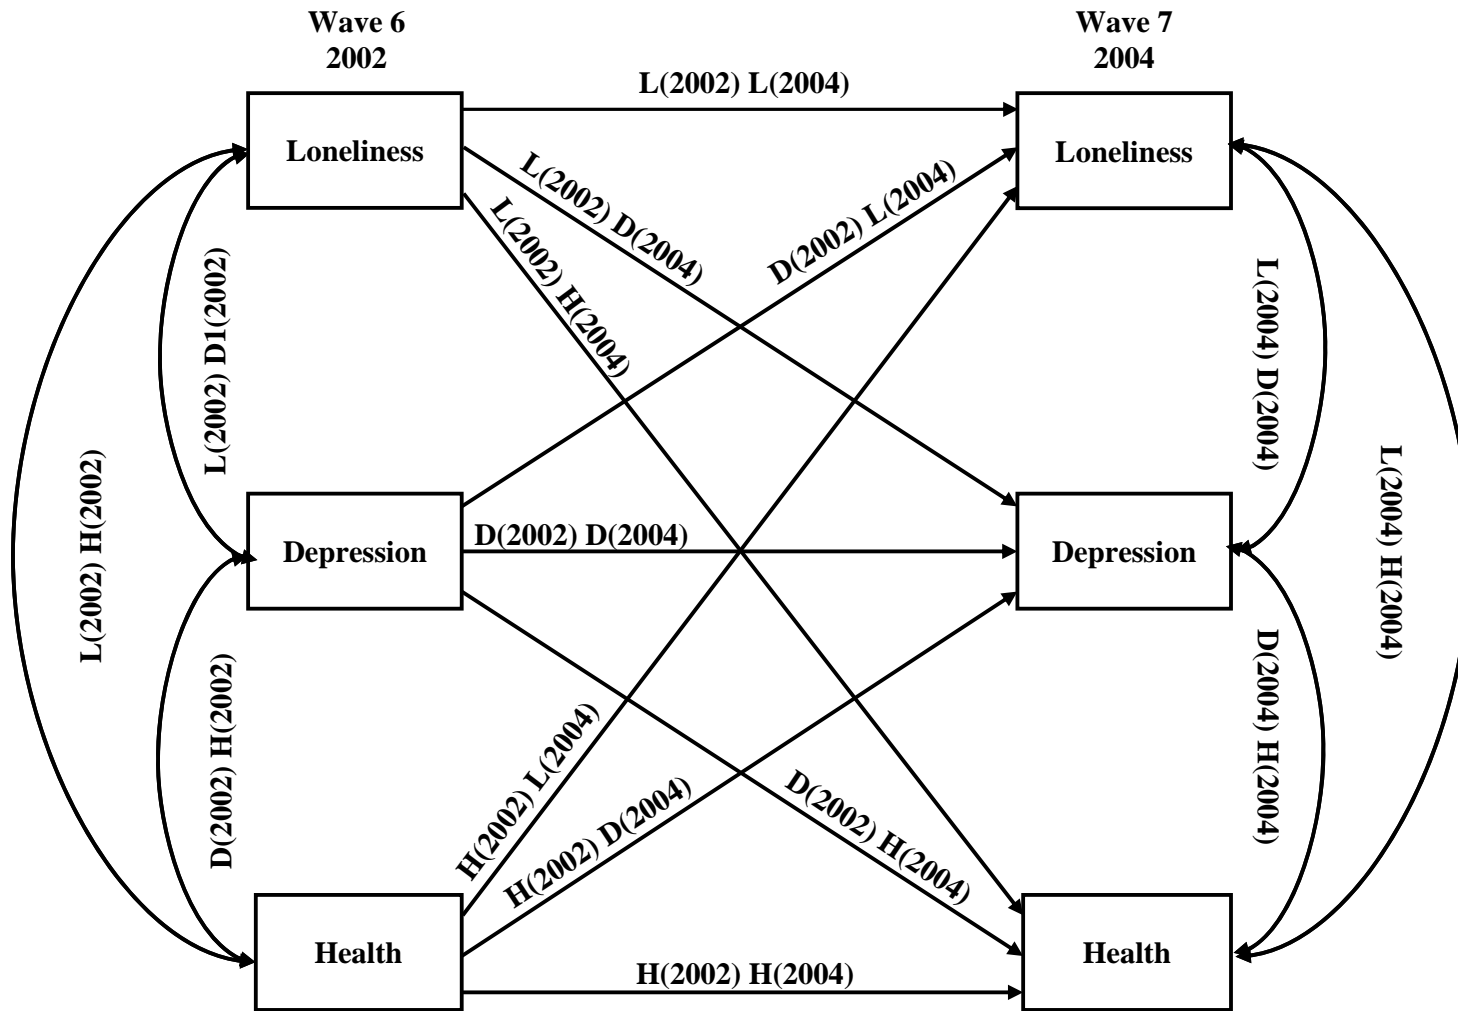 Wave 6
2002
Wave 7
2004
L(2002) L(2004)
Loneliness
Loneliness
L(2002) D(2004)
D(2002) L(2004)
L(2002) H(2004)
L(2002) D1(2002)
L(2004) D(2004)
L(2002) H(2002)
L(2004) H(2004)
Depression
D(2002) D(2004)
Depression
D(2002) H(2002)
D(2004) H(2004)
H(2002) L(2004)
H(2002) D(2004)
D(2002) H(2004)
Health
Health
H(2002) H(2004)